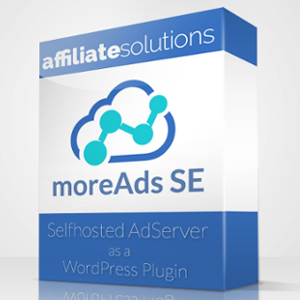 affiliatesolutions
moreAds SE
Selfhosted AdServer
as a
WordPress Plugin